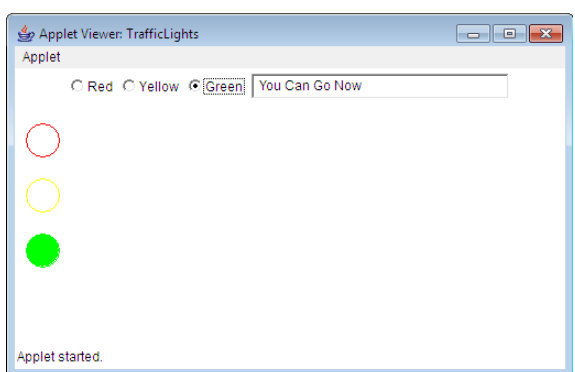 Applet Viewer: TrafficLights
Applet
Red Yellow Green You Can Go Now
Applet started.